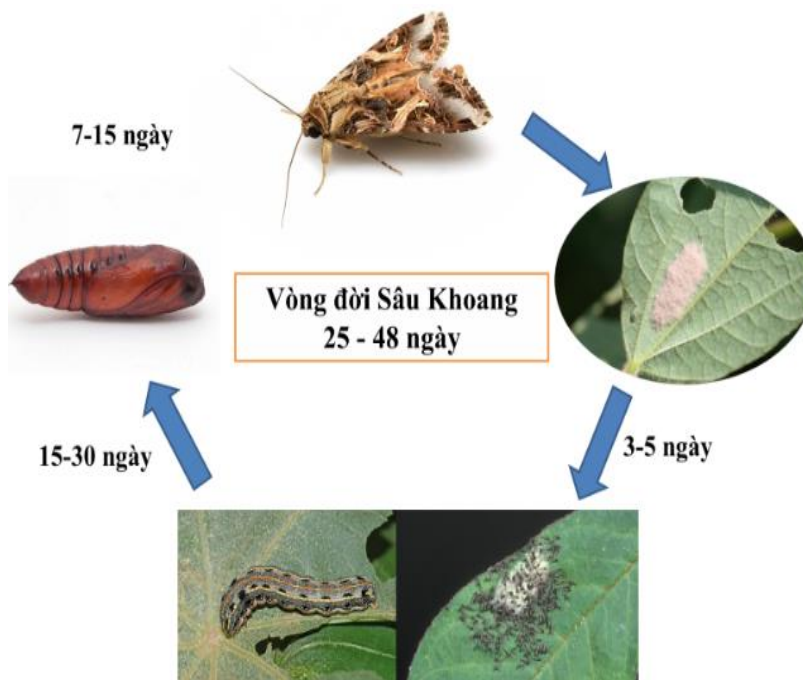 7-15 ngày
Vòng đời Sâu Khoang
25 - 48 ngày
15-30 ngày
3-5 ngày